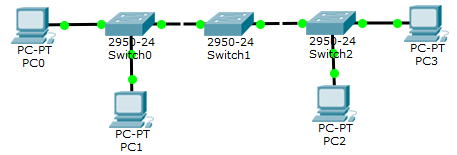 PC-PT
PC0
2950-24
Switch0
2950-24
Switch1
2950-24
Switch2
PC-PT
PC3
PC-PT
PC1
PC-PT
PC2